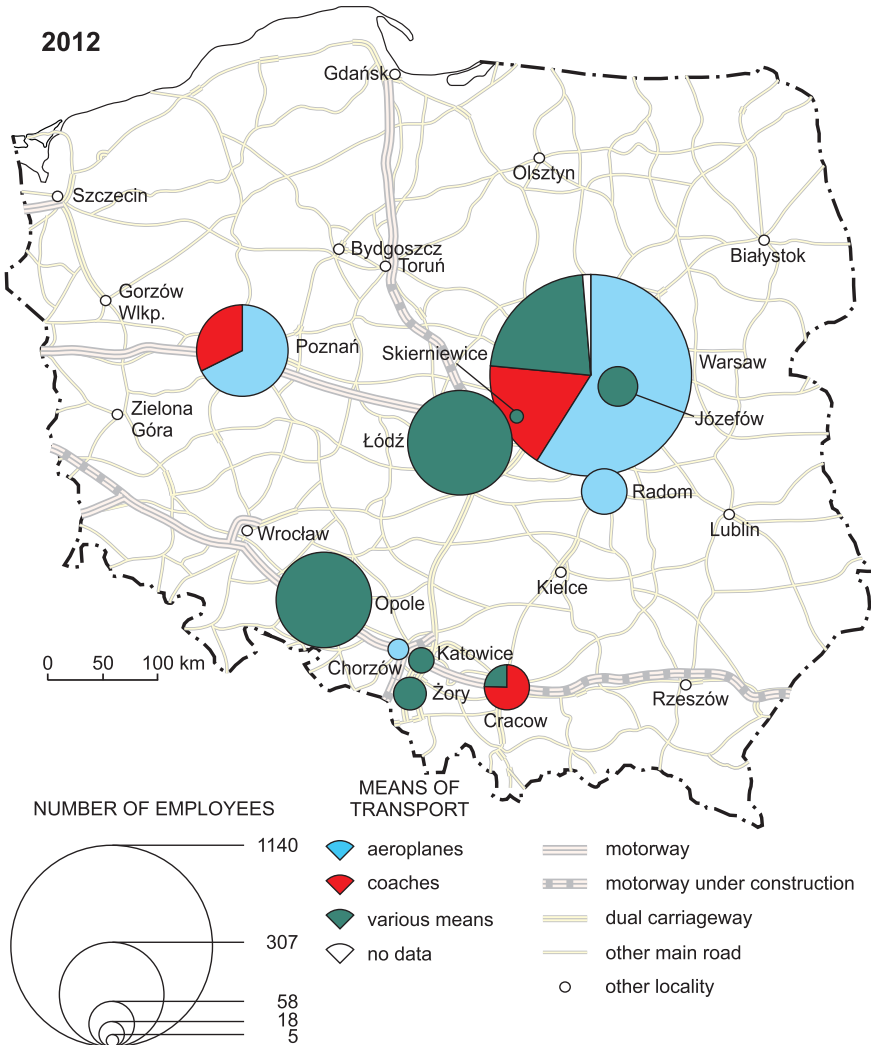 2012
Gdańsk
Olsztyn
Szczecin
Bydgoszcz
Toruń
Białystok
Gorzów
Wlkp.
Poznań
Skierniewice
Warsaw
Zielona
Góra
Józefów
Łódź
Radom
Lublin
Wrocław
Kielce
Opole
Katowice
Chorzów
Żory
Rzeszów
Cracow
0 50 100 km
NUMBER OF EMPLOYEES
1140
307
58
18
5
MEANS OF
TRANSPORT
aeroplanes
coaches
various means
no data
motorway
motorway under construction
dual carriageway
other main road
other locality